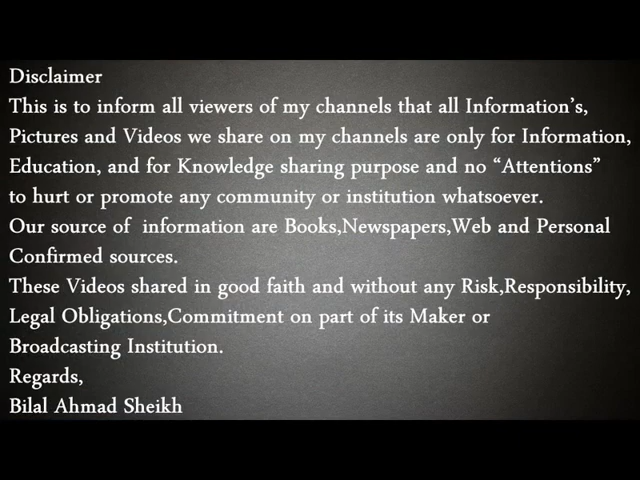 Disclaimer
This is to inform all viewers of my channels that all Information's,
Pictures and Videos we share on my channels are only for Information,
Education, and for Knowledge sharing purpose and no “Attentions”
to hurt or promote any community or institution whatsoever.
Our source of  information are Books,Newspapers,Web and Personal
Confirmed sources.
These Videos shared in good faith and without any Risk,Responsibility,
Legal Obligations,Commitment on part of its Maker or
Broadcasting Institution.
Regards,
Bilal Ahmad Sheikh